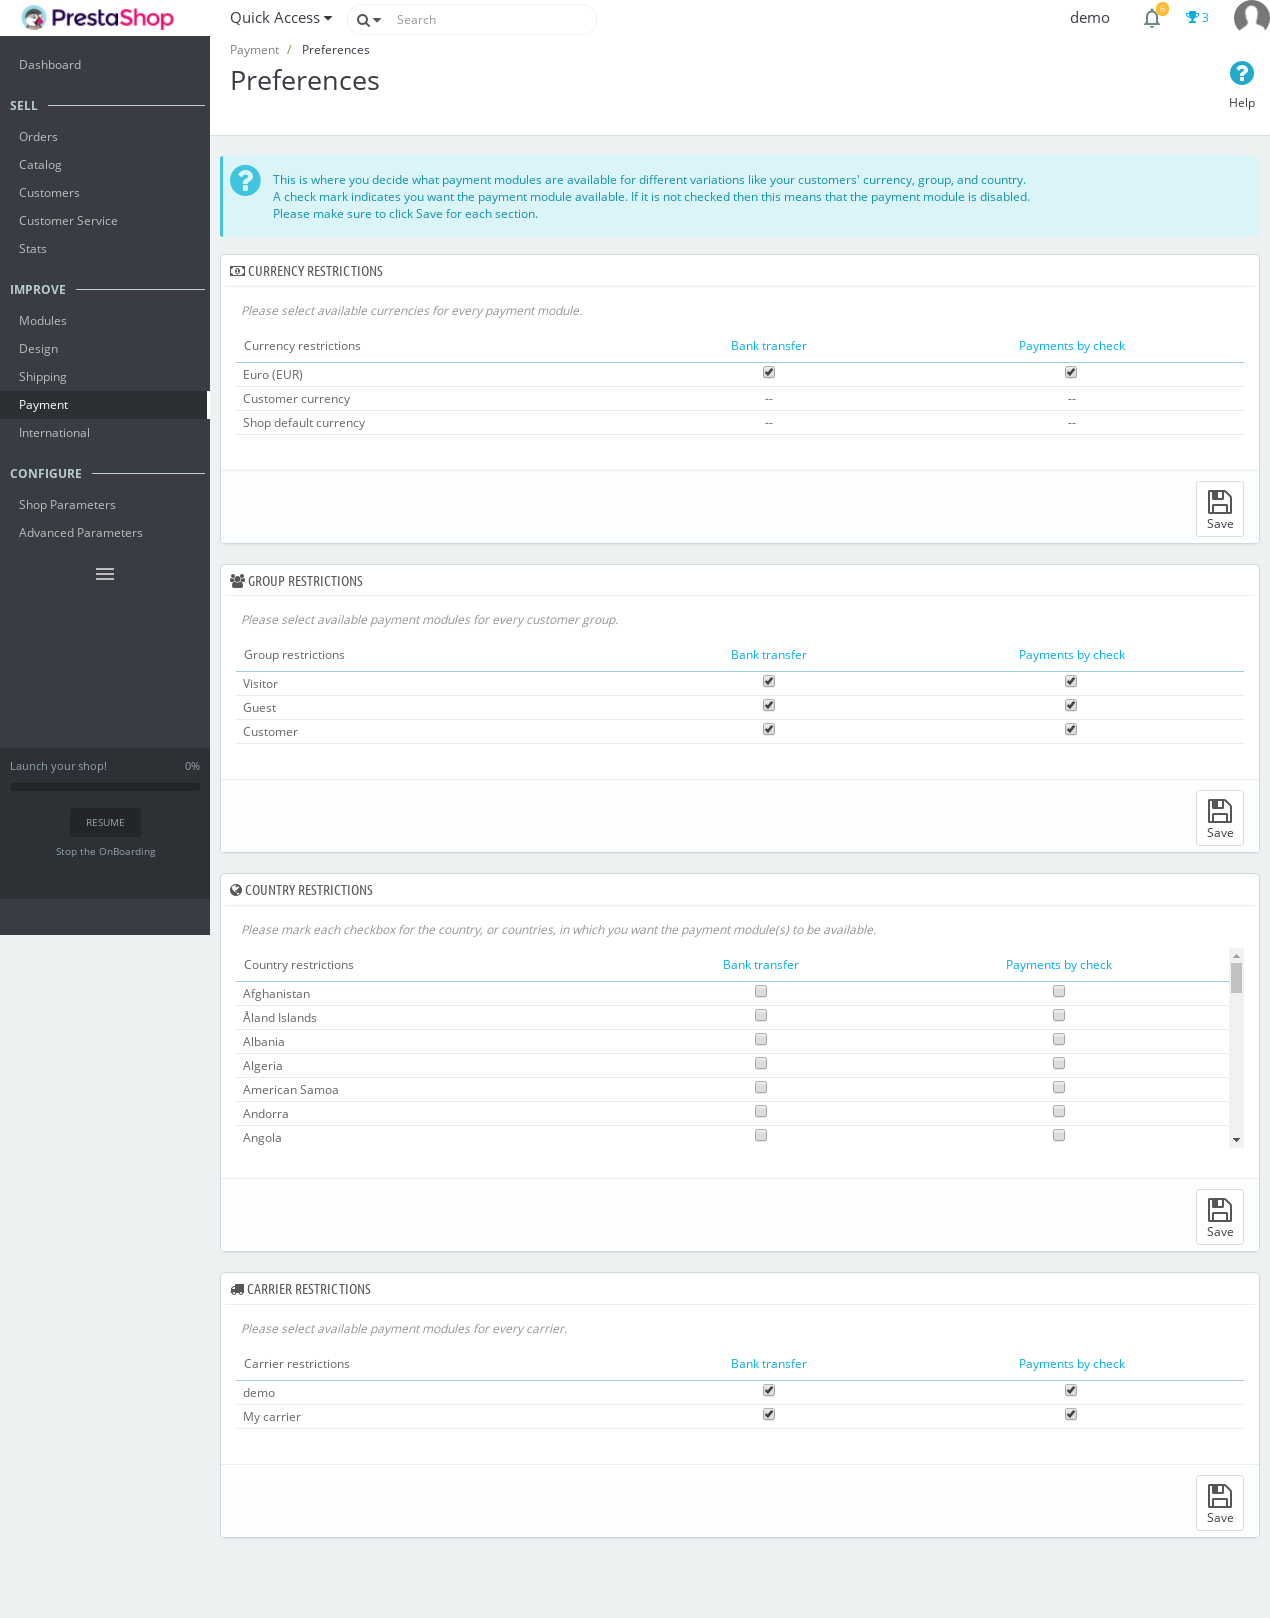 PrestaShop
Quick Access
Search
demo
6
3
Dashboard
SELL
Orders
Catalog
Customers
Customer Service
Stats
IMPROVE
Modules
Design
Shipping
Payment
International
CONFIGURE
Shop Parameters
Advanced Parameters
Launch your shop! 0%
RESUME
Stop the OnBoarding
Payment / Preferences
Preferences
?
Help
?
This is where you decide what payment modules are available for different variations like your customers' currency, group, and country.
A check mark indicates you want the payment module available. If it is not checked then this means that the payment module is disabled.
Please make sure to click Save for each section.
CURRENCY RESTRICTIONS
Please select available currencies for every payment module.
Currency restrictions Bank transfer Payments by check
Euro (EUR)
Customer currency -- --
Shop default currency -- --
Save
GROUP RESTRICTIONS
Please select available payment modules for every customer group.
Group restrictions Bank transfer Payments by check
Visitor
Guest
Customer
Save
COUNTRY RESTRICTIONS
Please mark each checkbox for the country, or countries, in which you want the payment module(s) to be available.
Country restrictions Bank transfer Payments by check
Afghanistan
Åland Islands
Albania
Algeria
American Samoa
Andorra
Angola
Save
CARRIER RESTRICTIONS
Please select available payment modules for every carrier.
Carrier restrictions Bank transfer Payments by check
demo
My carrier
Save